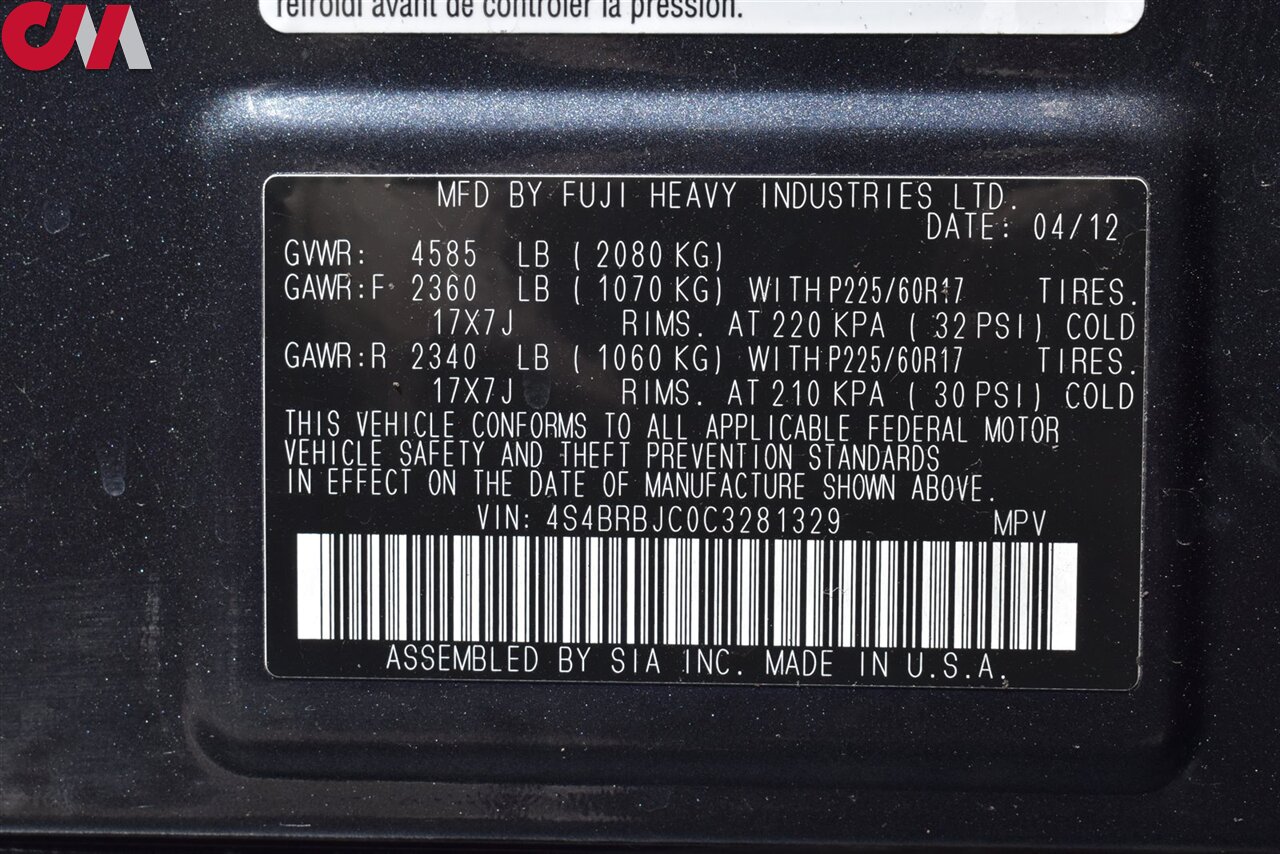 refroidi avant de contrôler la pression.
CM
MFD BY FUJI HEAVY INDUSTRIES LTD.
DATE: 04/12
GVWR: 4585 LB ( 2080 KG)
GAWR:F 2360 LB ( 1070 KG) WITH P225/60R17 TIRES.
17X7J RIMS. AT 220 KPA ( 32 PSI) COLD
GAWR:R 2340 LB ( 1060 KG) WITH P225/60R17 TIRES.
17X7J RIMS. AT 210 KPA ( 30 PSI) COLD
THIS VEHICLE CONFORMS TO ALL APPLICABLE FEDERAL MOTOR
VEHICLE SAFETY AND THEFT PREVENTION STANDARDS
IN EFFECT ON THE DATE OF MANUFACTURE SHOWN ABOVE.
VIN: 4S4BRBJC0C3281329 MPV
ASSEMBLED BY SIA INC. MADE IN U.S.A.